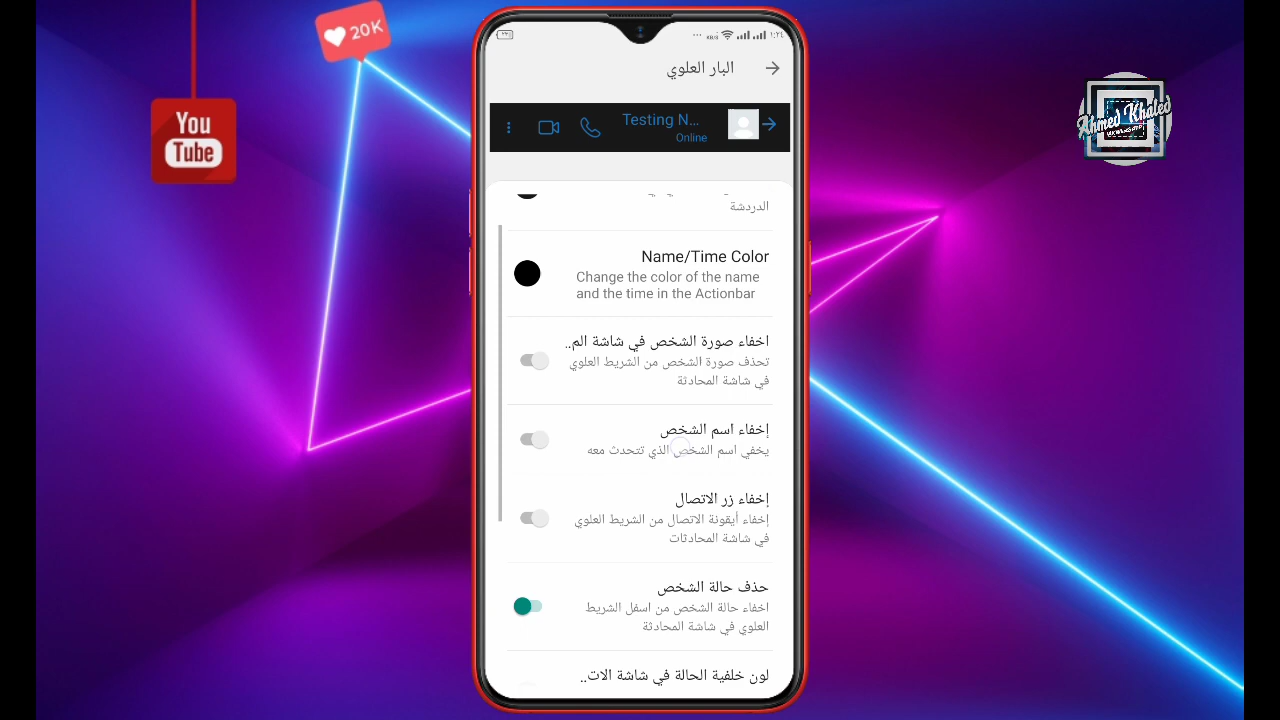 20K
You
Tube
Ahmed Khaled
١:٢٤
البار العلوي
Testing N...
Online
الدردشة
Name/Time Color
Change the color of the name
and the time in the Actionbar
اخفاء صورة الشخص في شاشة الم..
تحذف صورة الشخص من الشريط العلوي
في شاشة المحادثة
إخفاء اسم الشخص
يخفي اسم الشخص الذي تتحدث معه
إخفاء زر الاتصال
إخفاء أيقونة الاتصال من الشريط العلوي
في شاشة المحادثات
حذف حالة الشخص
اخفاء حالة الشخص من اسفل الشريط
العلوي في شاشة المحادثة
لون خلفية الحالة في شاشة الات..